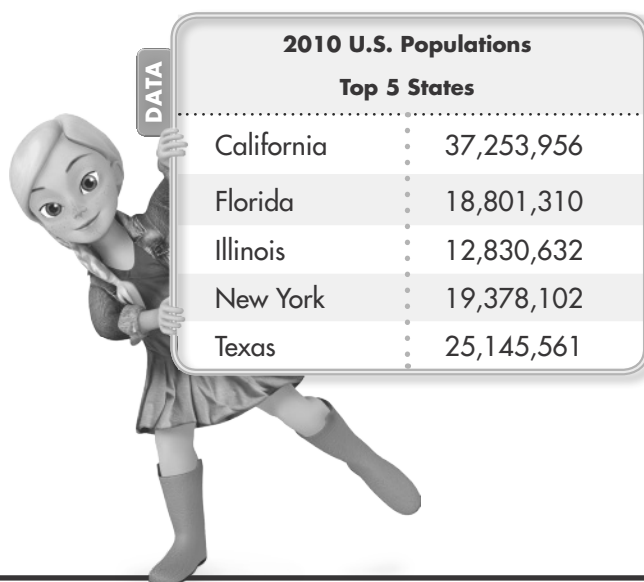 DATA
2010 U.S. Populations
Top 5 States
California 37,253,956
Florida 18,801,310
Illinois 12,830,632
New York 19,378,102
Texas 25,145,561